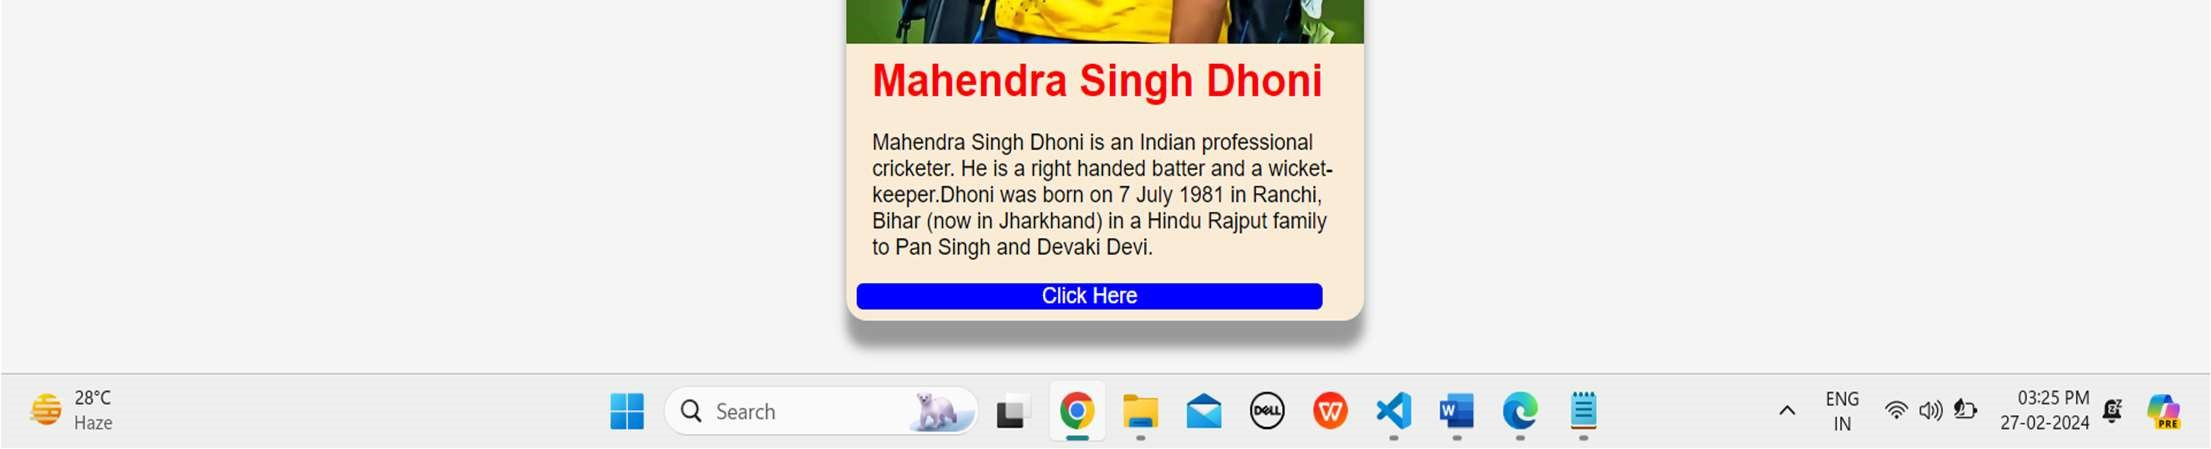 Mahendra Singh Dhoni
Mahendra Singh Dhoni is an Indian professional
cricketer. He is a right handed batter and a wicket-
keeper.Dhoni was born on 7 July 1981 in Ranchi,
Bihar (now in Jharkhand) in a Hindu Rajput family
to Pan Singh and Devaki Devi.
Click Here
28°C
Haze
Search
DELL
W
W
PRE
ENG
IN
03:25 PM
27-02-2024